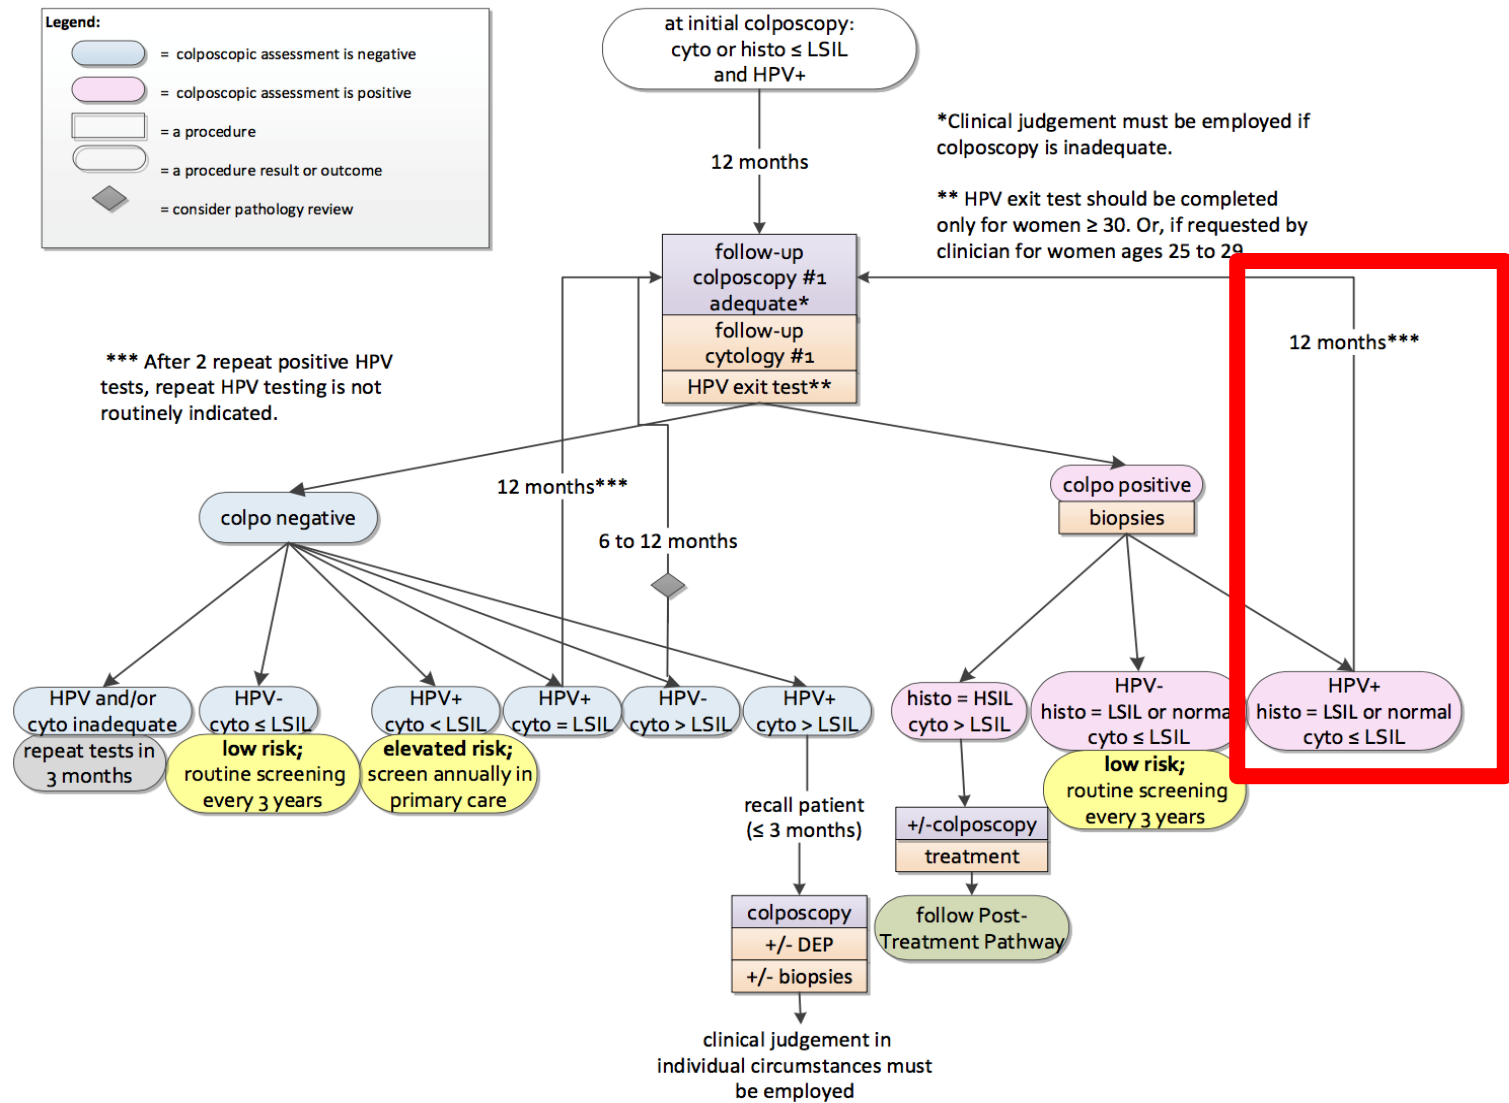 Legend:
= colposcopic assessment is negative
= colposcopic assessment is positive
= a procedure
= a procedure result or outcome
= consider pathology review
at initial colposcopy:
cyto or histo ≤ LSIL
and HPV+
12 months
*Clinical judgement must be employed if
colposcopy is inadequate.
** HPV exit test should be completed
only for women ≥ 30. Or, if requested by
clinician for women ages 25 to 29
follow-up
colposcopy #1
adequate*
follow-up
cytology #1
HPV exit test**
*** After 2 repeat positive HPV
tests, repeat HPV testing is not
routinely indicated.
12 months***
12 months***
6 to 12 months
colpo negative
colpo positive
biopsies
HPV and/or
cyto inadequate
repeat tests in
3 months
HPV-
cyto ≤ LSIL
low risk;
routine screening
every 3 years
HPV+
cyto < LSIL
elevated risk;
screen annually in
primary care
HPV+
cyto = LSIL
HPV-
cyto > LSIL
HPV+
cyto > LSIL
recall patient
(≤ 3 months)
colposcopy
+/- DEP
+/- biopsies
clinical judgement in
individual circumstances must
be employed
histo = HSIL
cyto > LSIL
+/-colposcopy
treatment
follow Post-
Treatment Pathway
HPV-
histo = LSIL or norma
cyto ≤ LSIL
low risk;
routine screening
every 3 years
HPV+
histo = LSIL or normal
cyto ≤ LSIL